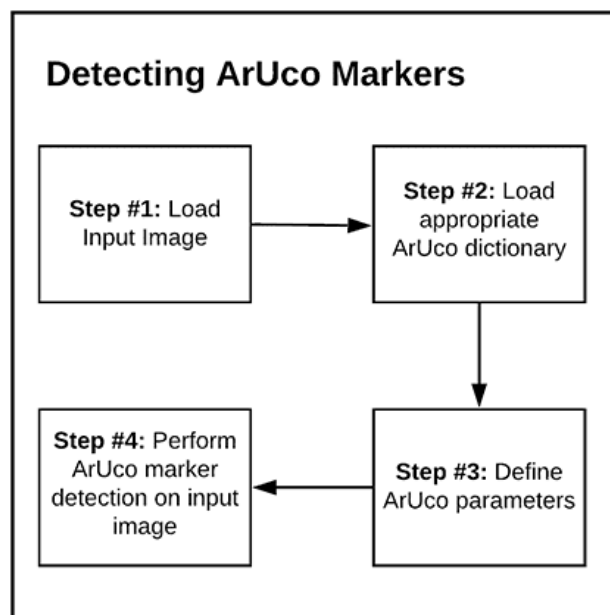 Detecting ArUco Markers
Step #1: Load
Input Image
Step #2: Load
appropriate
ArUco dictionary
Step #3: Define
ArUco parameters
Step #4: Perform
ArUco marker
detection on input
image